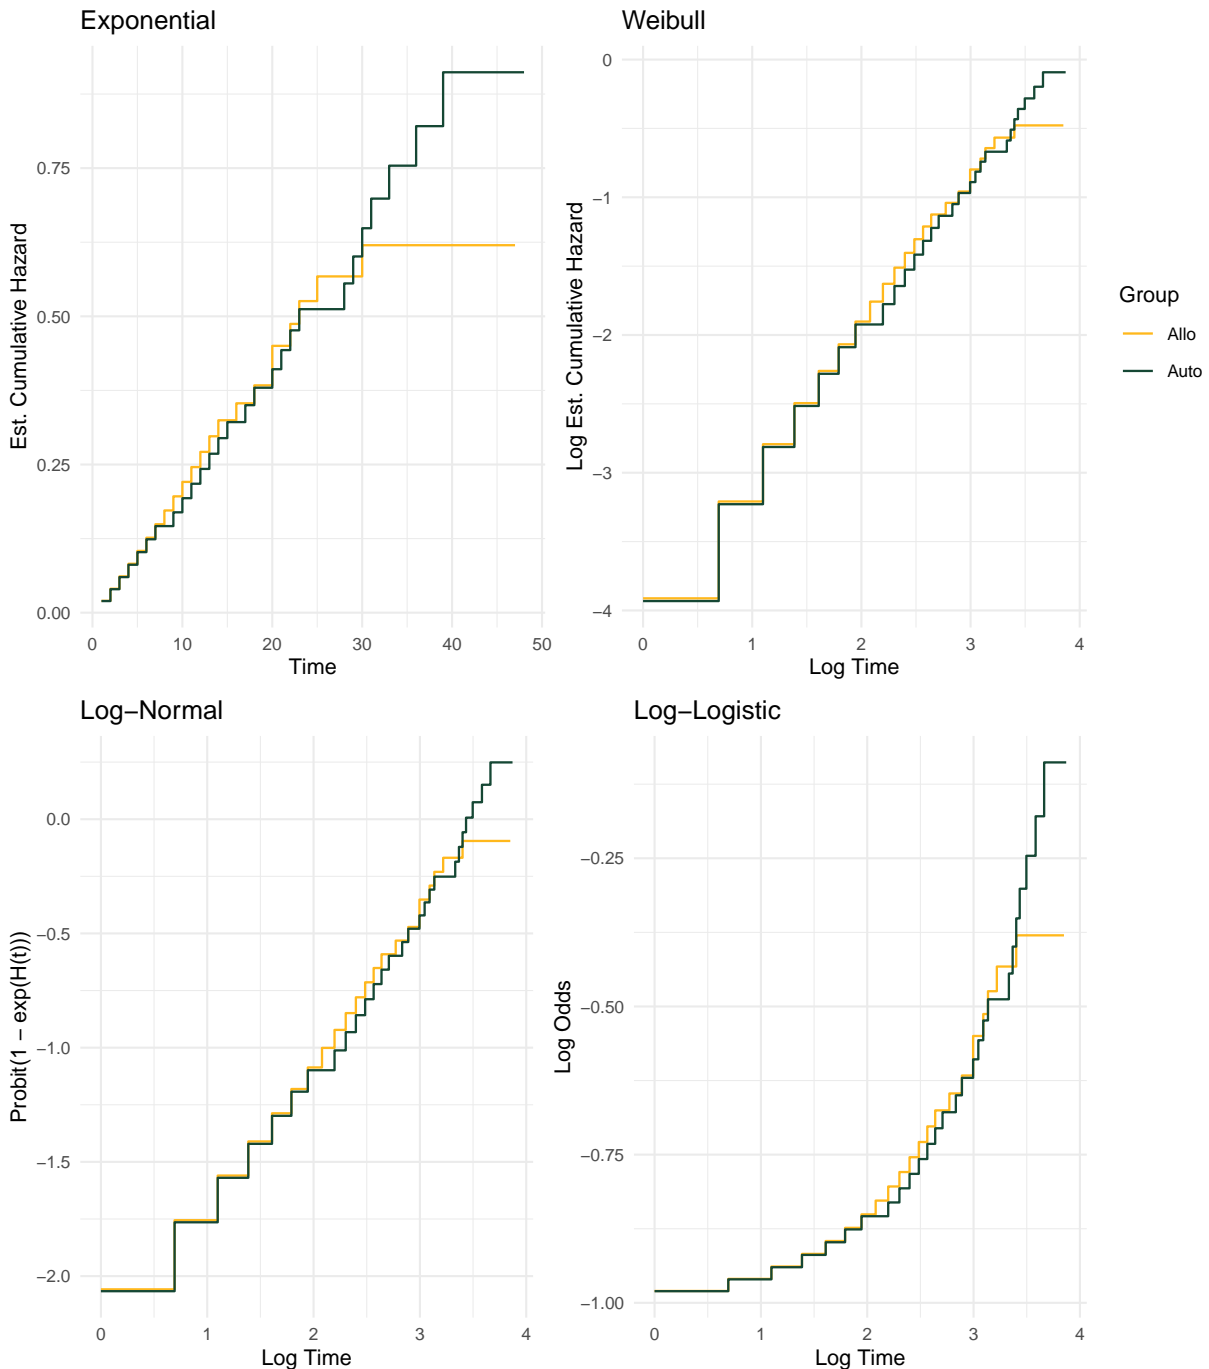 Exponential
Est. Cumulative Hazard
0.75
0.50
0.25
0.00
0 10 20 30 40 50
Time
Weibull
Log Est. Cumulative Hazard
0
−1
−2
−3
−4
0 1 2 3 4
Log Time
Group
Allo
Auto
Log−Normal
Probit(1 − exp(H(t)))
0.0
−0.5
−1.0
−1.5
−2.0
0 1 2 3 4
Log Time
Log−Logistic
Log Odds
−0.25
−0.50
−0.75
−1.00
0 1 2 3 4
Log Time